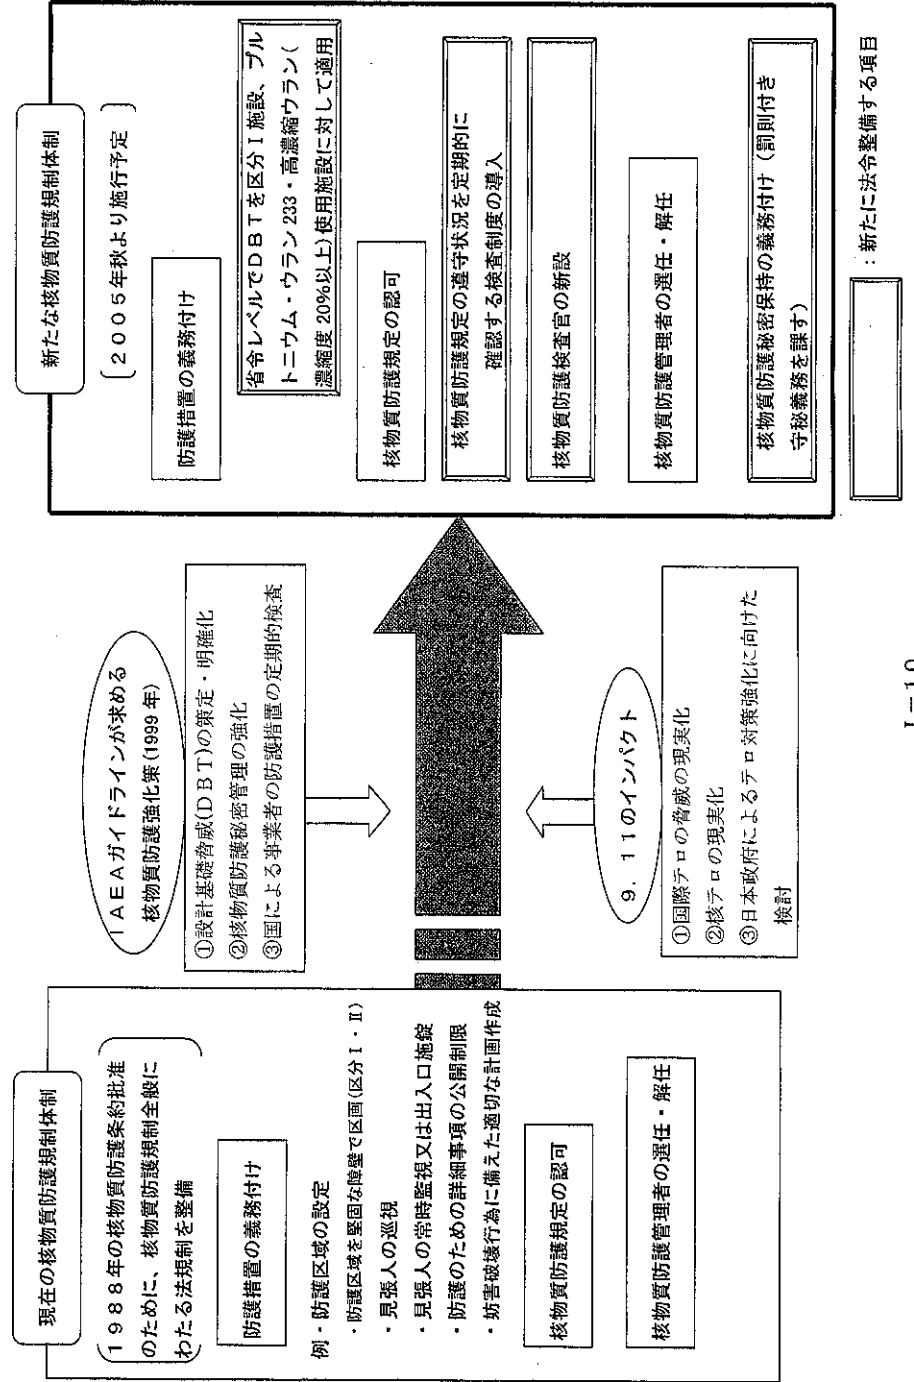 現在の核物質防護規制体制
1988年の核物質防護条約批准
のために、核物質防護規制全般に
わたる法規制を整備
防護措置の義務付け
例・防護区域の設定
・防護区域を堅固な障壁で区画(区分Ⅰ・Ⅱ)
・見張人の巡視
・見張人の常時監視又は出入口施錠
・防護のための詳細事項の公開制限
・妨害破壊行為に備えた適切な計画作成
核物質防護規定の認可
核物質防護管理者の選任・解任
IAEAガイドラインが求める
核物質防護強化策(1999年)
①設計基礎脅威(DBT)の策定・明確化
②核物質防護秘密管理の強化
③国による事業者の防護措置の定期的検査
9.11のインパクト
①国際テロの脅威の現実化
②核テロの現実化
③日本政府によるテロ対策強化に向けた
検討
新たな核物質防護規制体制
(2005年秋より施行予定)
防護措置の義務付け
省令レベルでDBTを区分Ⅰ施設、プル
トニウム・ウラン233・高濃縮ウラン(
濃縮度20%以上)使用施設に対して適用
核物質防護規定の認可
核物質防護規定の遵守状況を定期的に
確認する検査制度の導入
核物質防護検査官の新設
核物質防護管理者の選任・解任
核物質防護秘密保持の義務付け(罰則付き
守秘義務を課す)
：新たに法令整備する項目